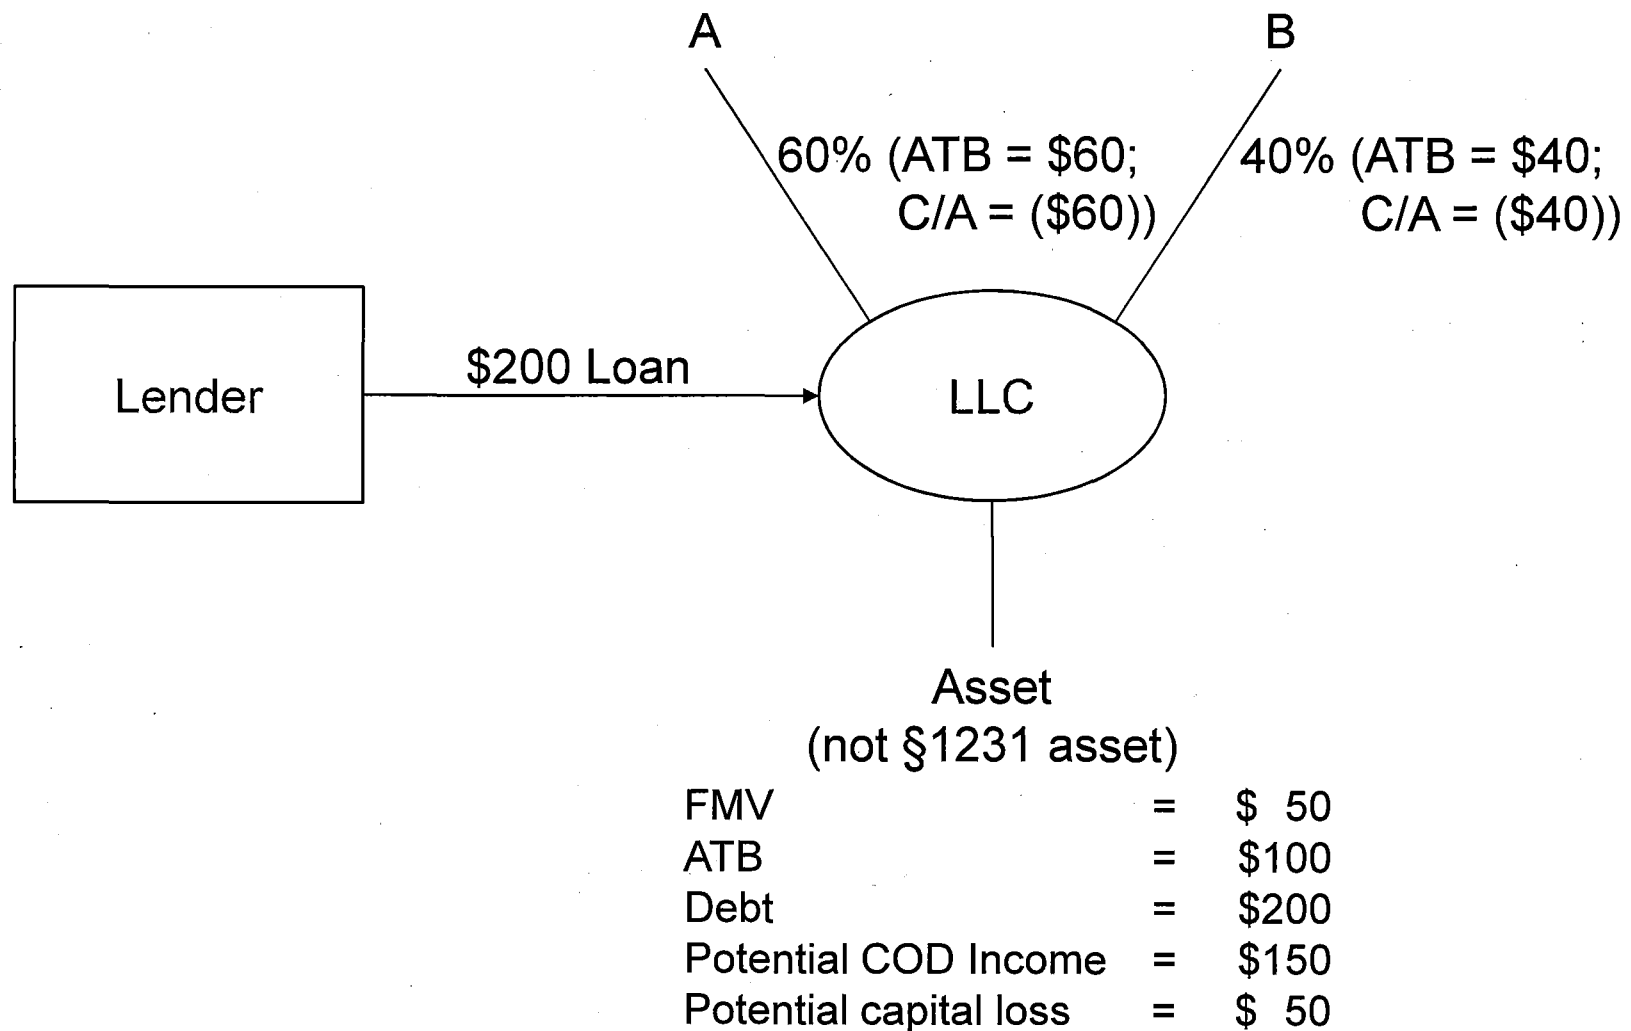 A
B
60% (ATB = $60;
C/A = ($60))
40% (ATB = $40;
C/A = ($40))
$200 Loan
Lender
LLC
Asset
(not §1231 asset)
FMV = $ 50
ATB = $100
Debt = $200
Potential COD Income = $150
Potential capital loss = $ 50